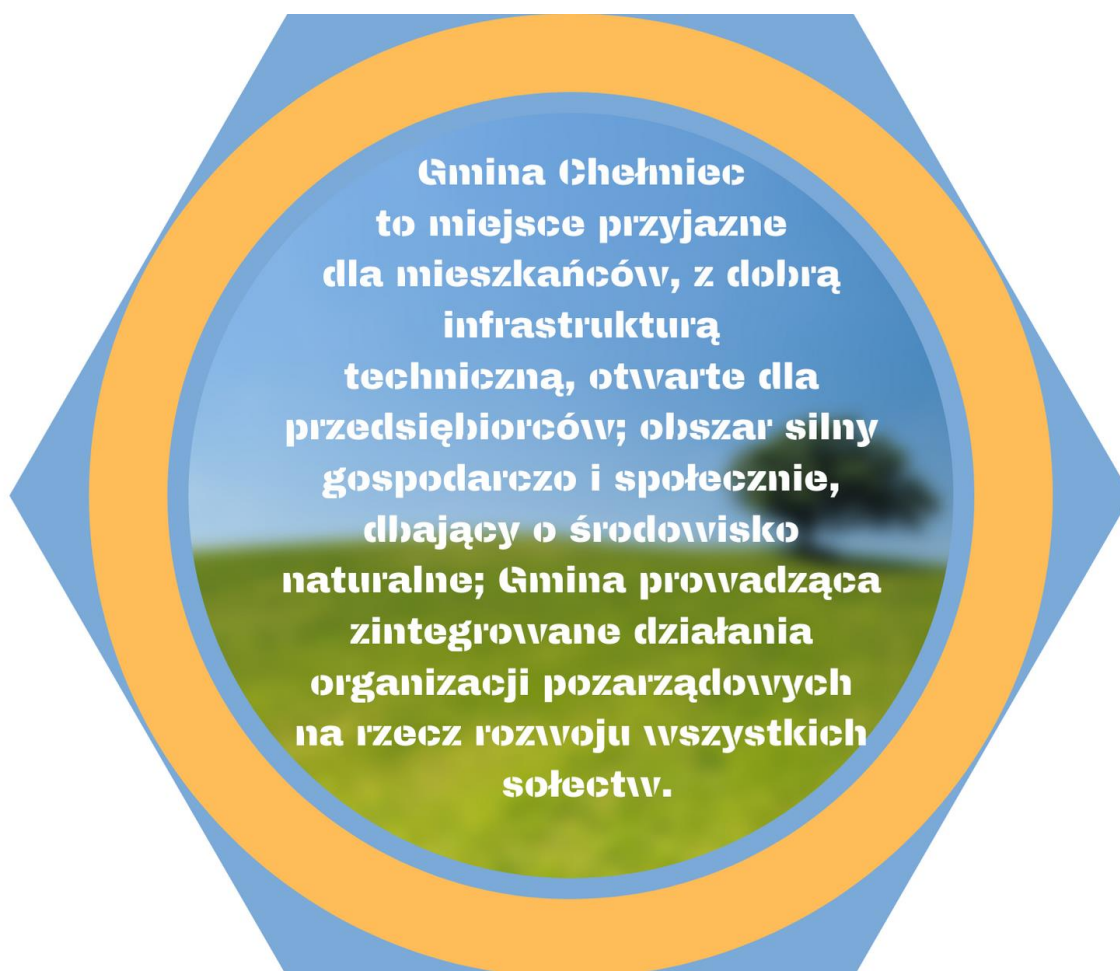 Gmina Chełmiec
to miejsce przyjazne
dla mieszkańców, z dobrą
infrastrukturą
techniczną, otwarte dla
przedsiębiorców; obszar silny
gospodarczo i społecznie,
dbający o środowisko
naturalne; Gmina prowadząca
zintegrowane działania
organizacji pozarządowych
na rzecz rozwoju wszystkich
sołectw.